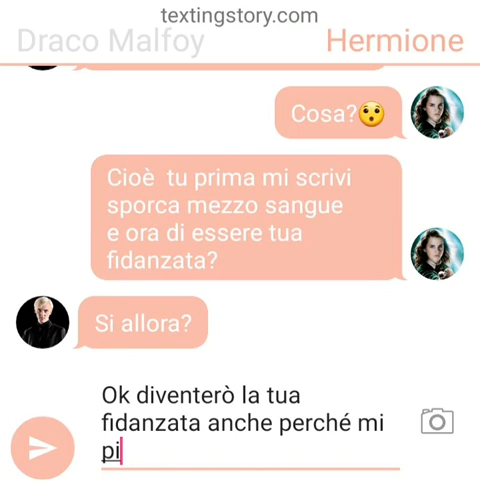 textingstory.com
Draco Malfoy
Hermione
Cosa?😯
Cioè  tu prima mi scrivi
sporca mezzo sangue
e ora di essere tua
fidanzata?
Si allora?
Ok diventerò la tua
fidanzata anche perché mi
pi